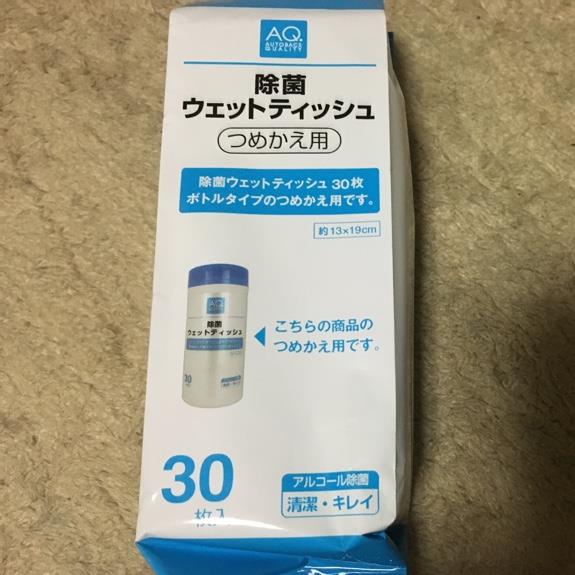 AQ.
AUTOBACS
QUALITY
除菌
ウェットティッシュ
つめかえ用
除菌ウェットティッシュ 30枚
ボトルタイプのつめかえ用です。
約13×19cm
AQ.
除菌
ウェットティッシュ
こちらの商品の
つめかえ用です。
30
30
枚入
アルコール除菌
清潔・キレイ